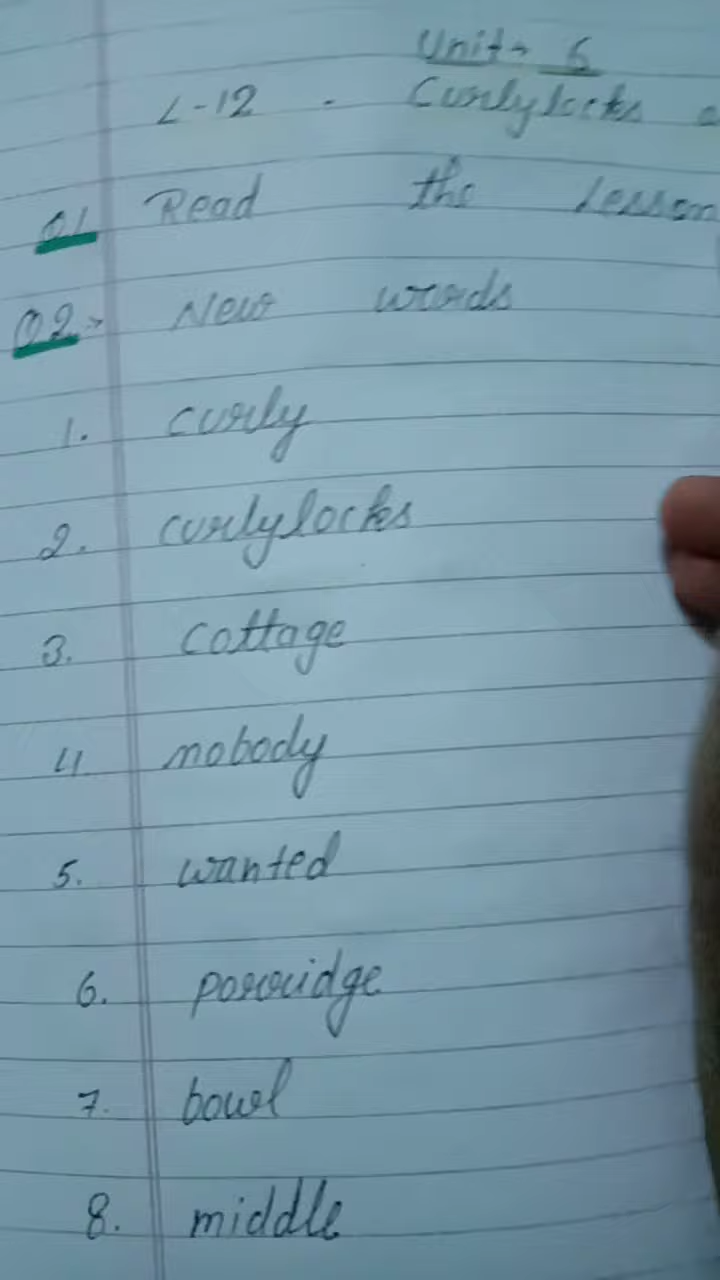 Unit → 6
L-12 - Curlylocks
Q1 Read the Lesson
Q2 → New words
1. curly
2. curlylocks
3. cottage
4. nobody
5. wanted
6. porridge
7. bowl
8. middle